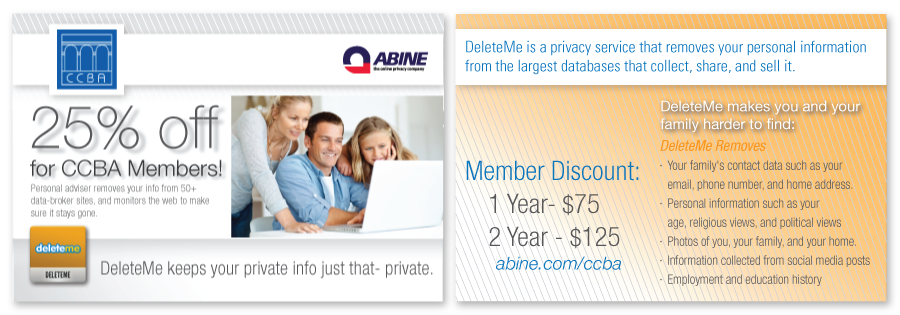 CCBA
ABINE
the online privacy company
25% off
for CCBA Members!
Personal adviser removes your info from 50+
data-broker sites, and monitors the web to make
sure it stays gone.
deleteme
DELETEME
DeleteMe keeps your private info just that- private.
DeleteMe is a privacy service that removes your personal information
from the largest databases that collect, share, and sell it.
Member Discount:
1 Year- $75
2 Year - $125
abine.com/ccba
DeleteMe makes you and your
family harder to find:
DeleteMe Removes
· Your family's contact data such as your
email, phone number, and home address.
· Personal information such as your
age, religious views, and political views
· Photos of you, your family, and your home.
· Information collected from social media posts
· Employment and education history